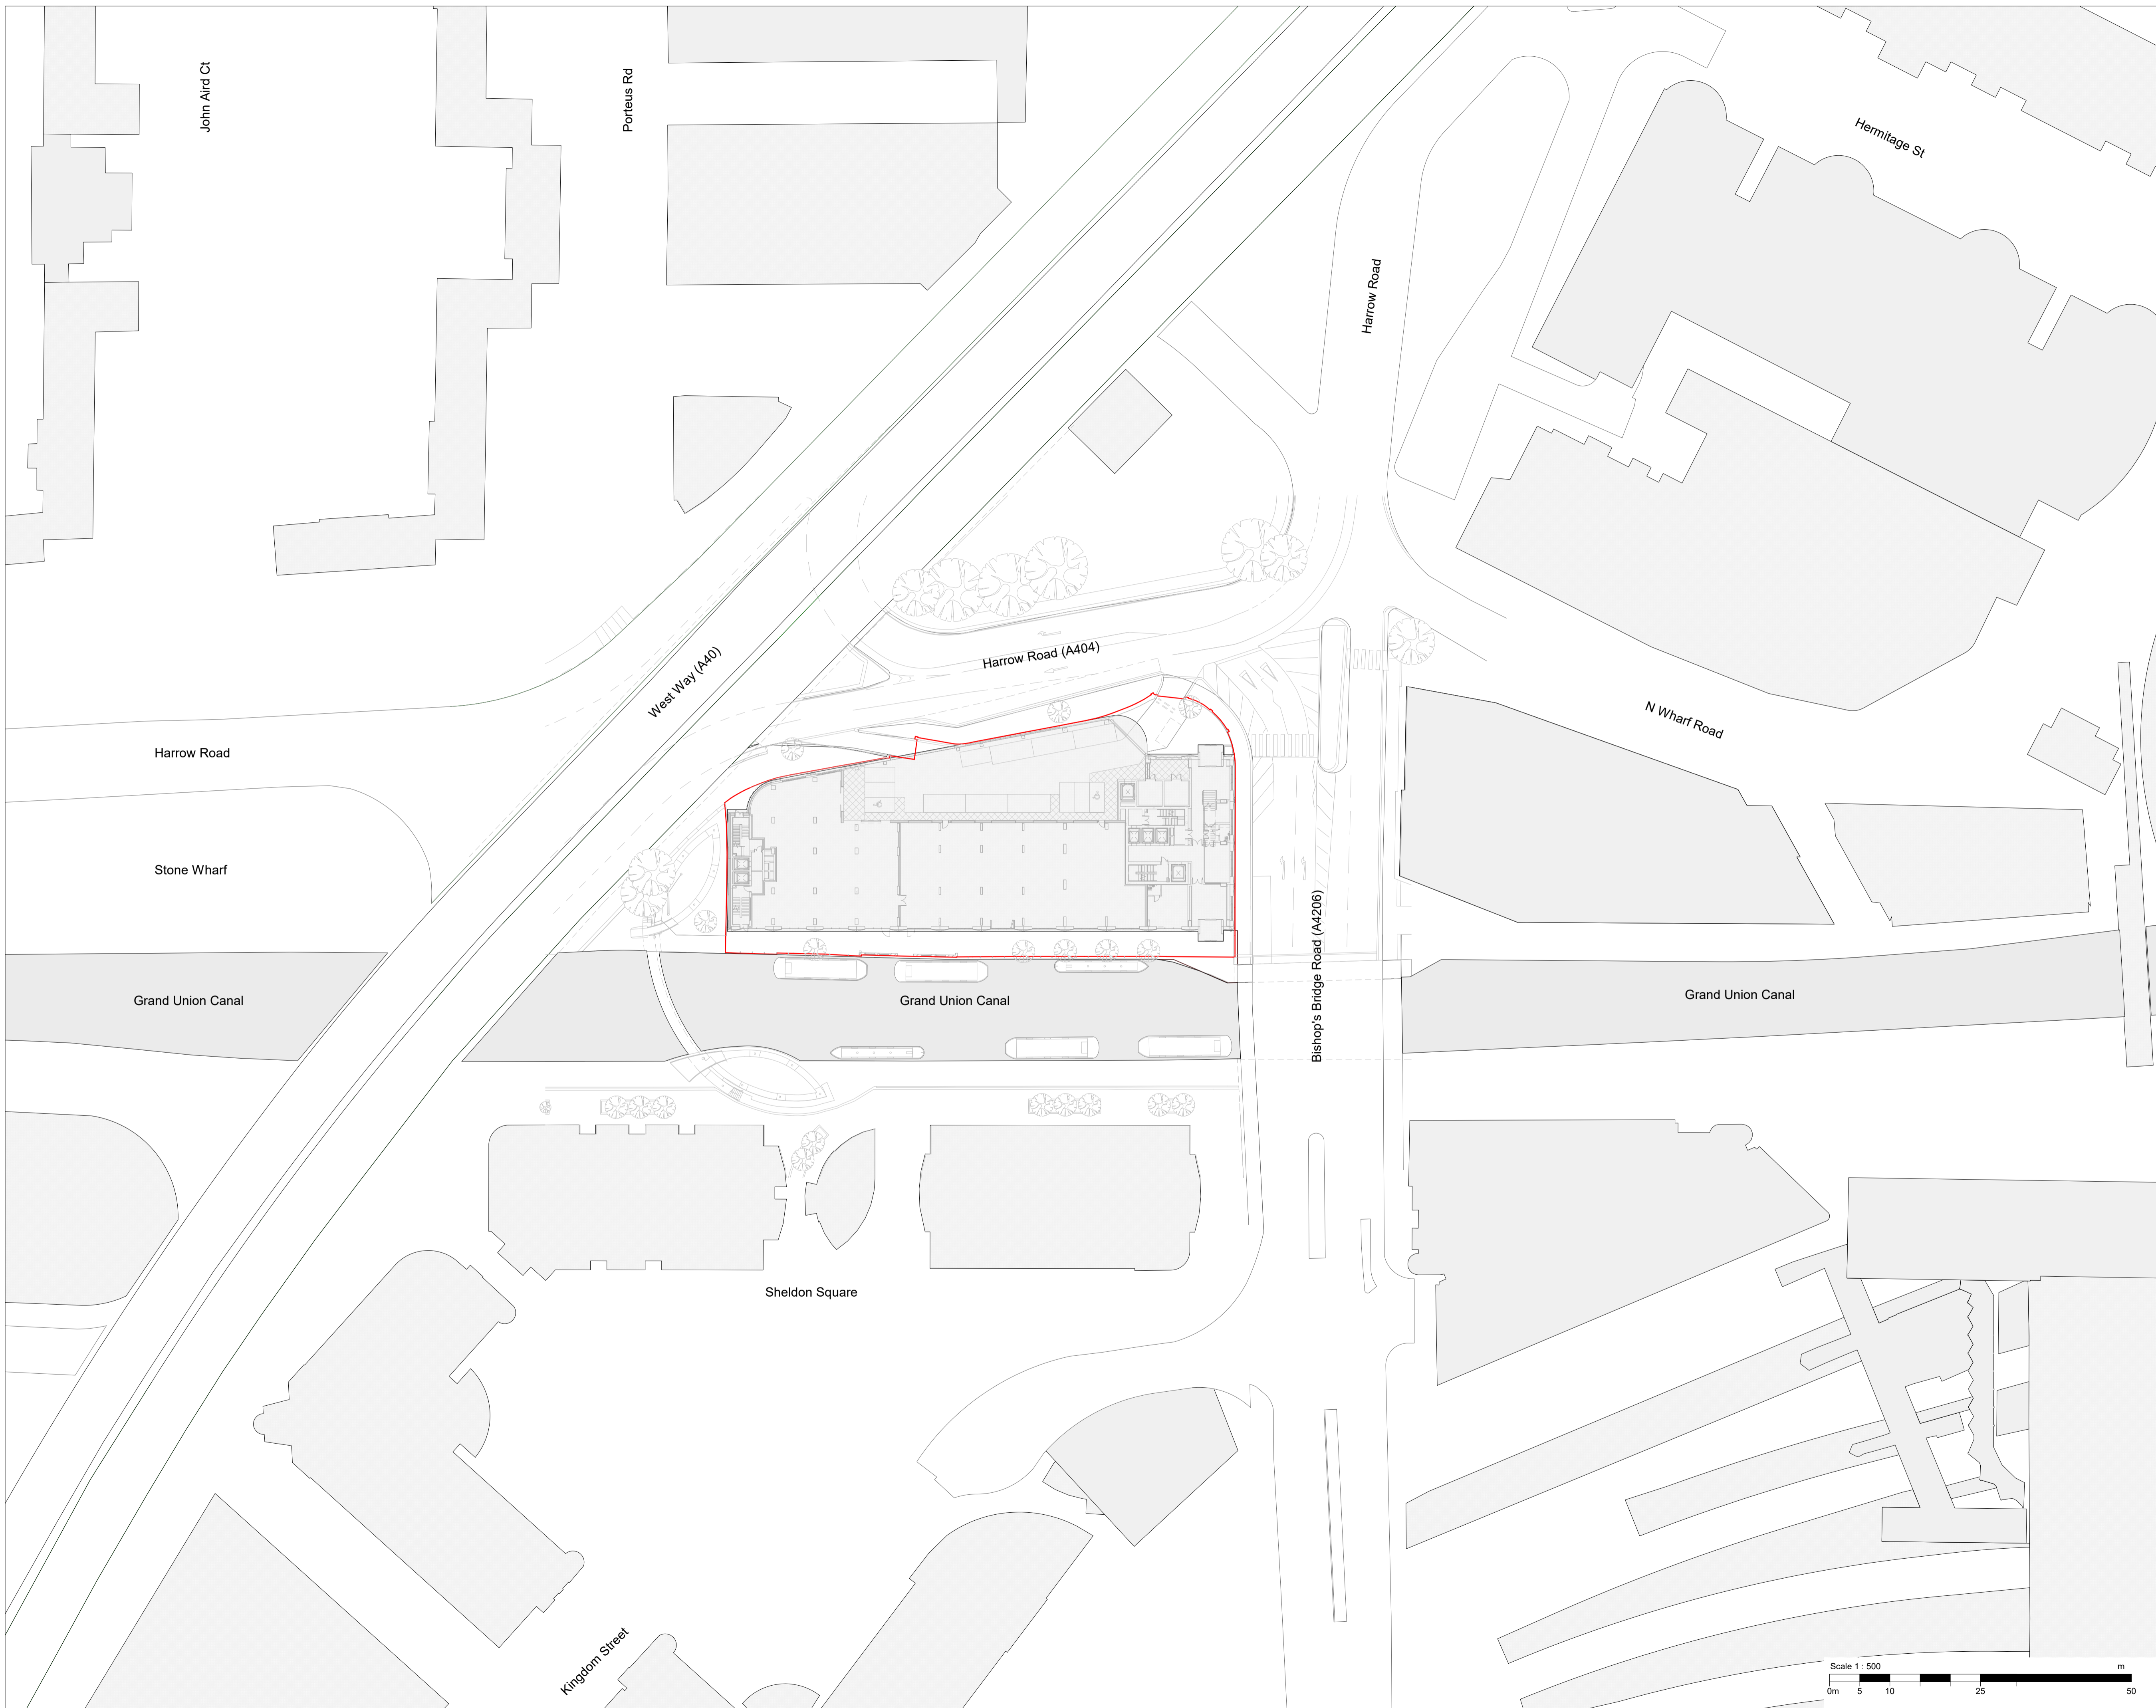 John Aird Ct
Porteus Rd
Hermitage St
Harrow Road
Harrow Road (A404)
West Way (A40)
N Wharf Road
Harrow Road
Stone Wharf
Bishop's Bridge Road (A4206)
Grand Union Canal
Grand Union Canal
Grand Union Canal
Sheldon Square
Kingdom Street
Scale 1 : 500 m
0m 5 10 25 50